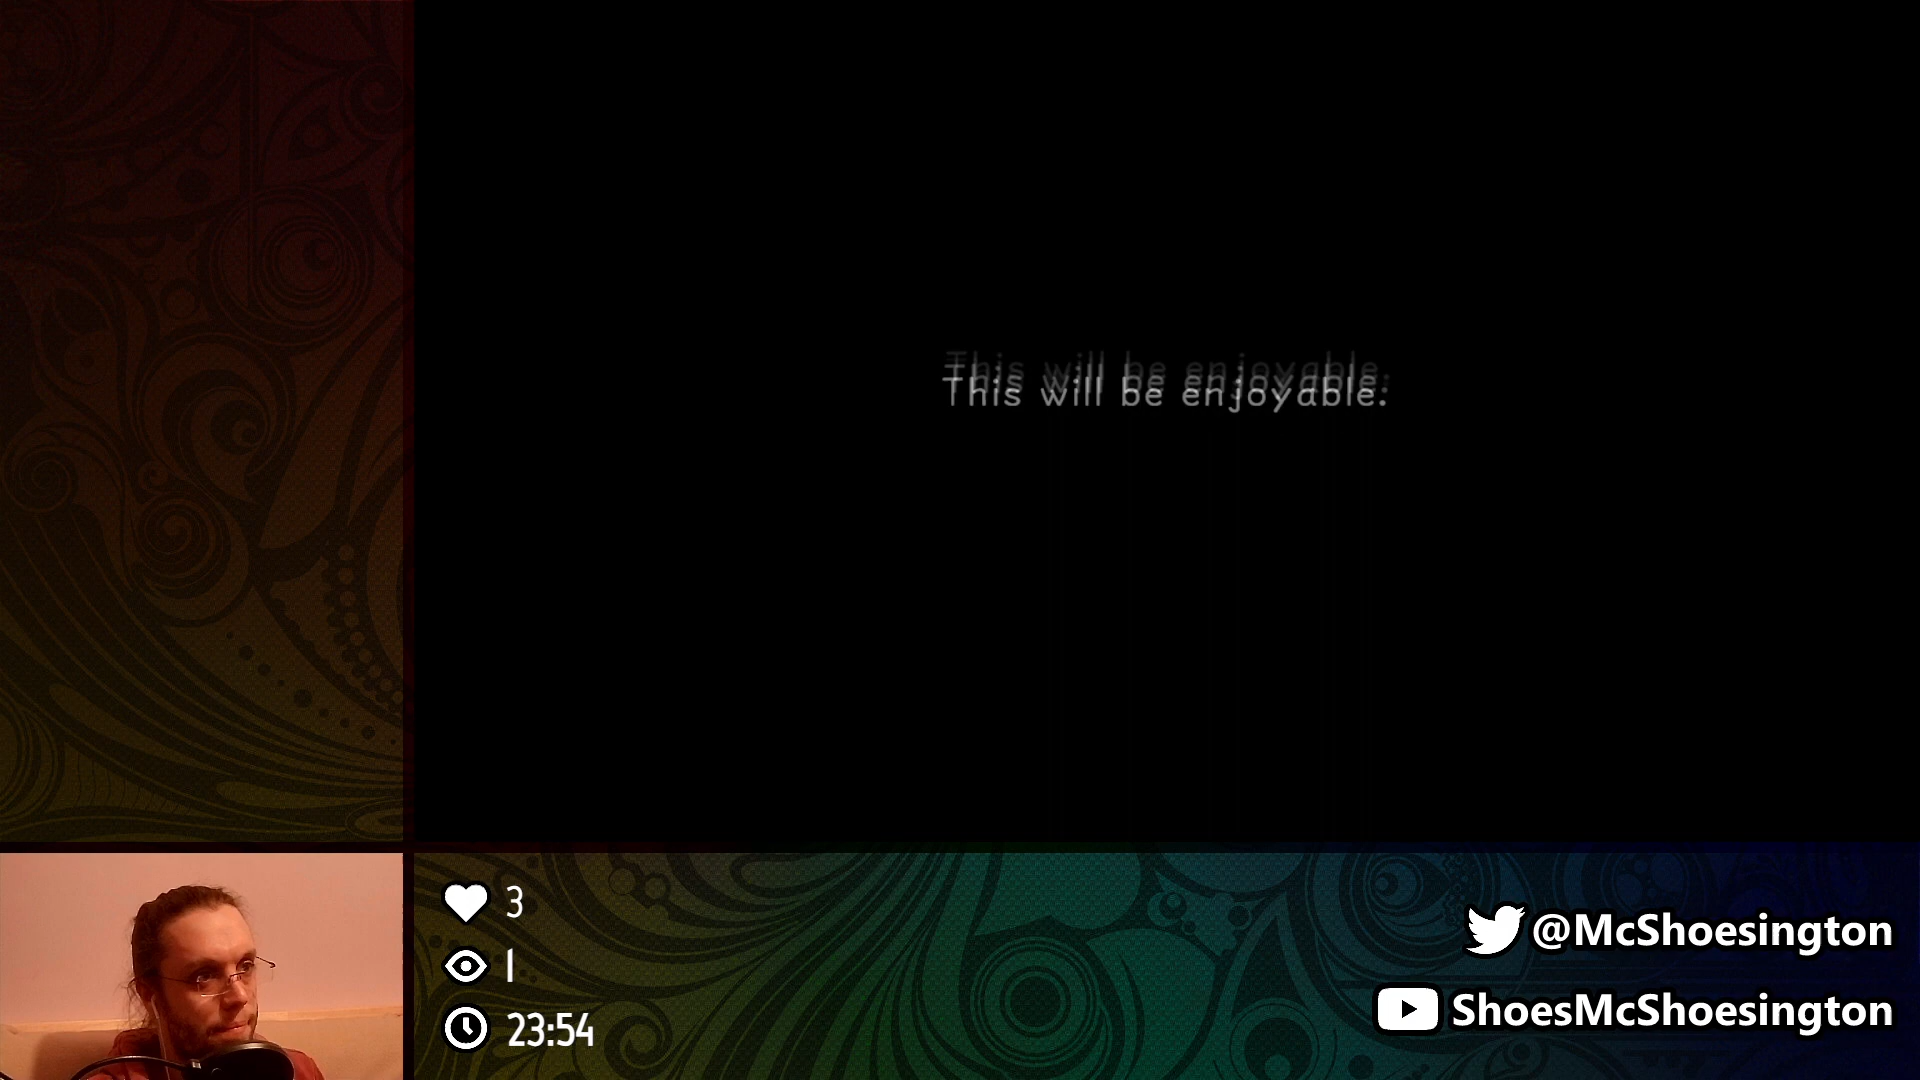 This will be enjoyable.
This will be enjoyable.
3
1
23:54
@McShoesington
ShoesMcShoesington